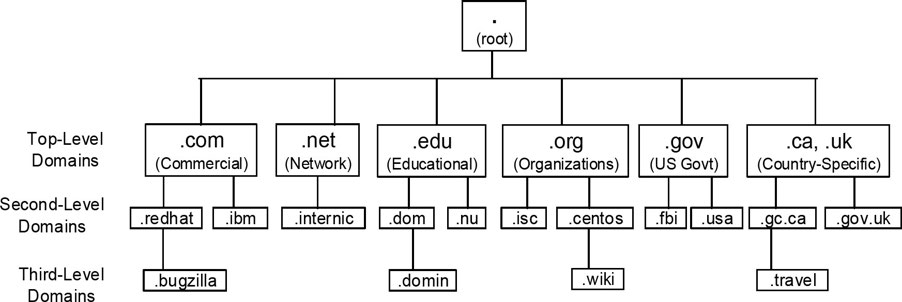 .
(root)
Top-Level
Domains
.com
(Commercial)
.net
(Network)
.edu
(Educational)
.org
(Organizations)
.gov
(US Govt)
.ca, .uk
(Country-Specific)
Second-Level
Domains
.redhat
.ibm
.internic
.dom
.nu
.isc
.centos
.fbi
.usa
.gc.ca
.gov.uk
Third-Level
Domains
.bugzilla
.domin
.wiki
.travel